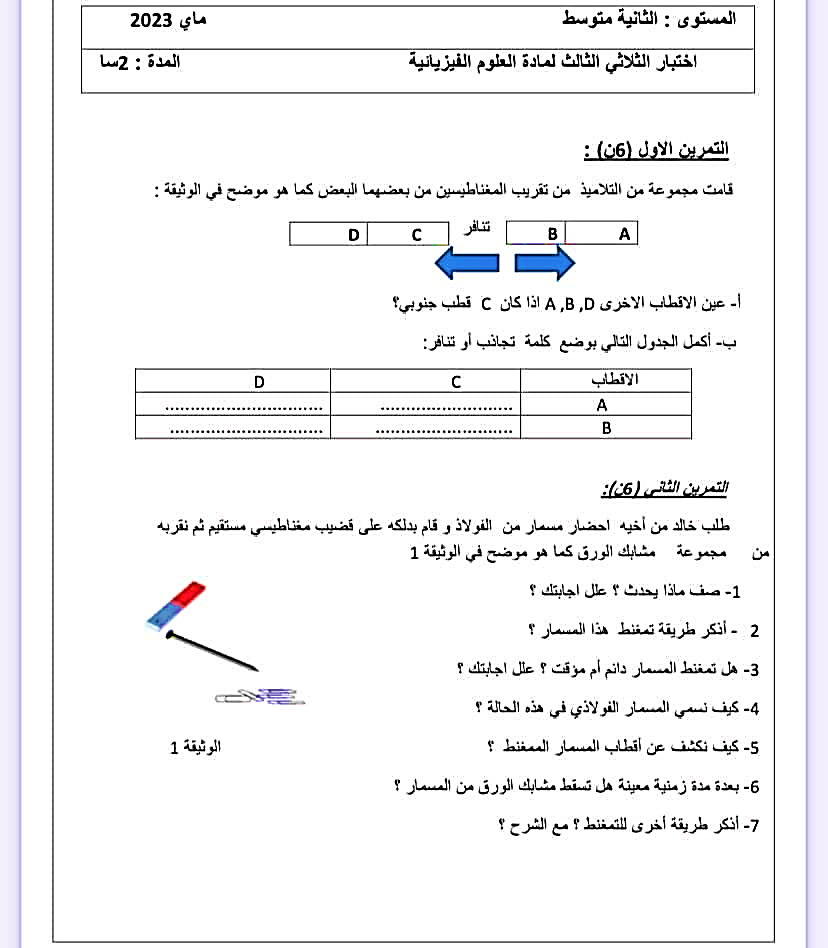 المستوى : الثانية متوسط ماي 2023
اختبار الثلاثي الثالث لمادة العلوم الفيزيائية المدة : 2سا
التمرين الاول (6ن) :
قامت مجموعة من التلاميذ من تقريب المغناطيسين من بعضهما البعض كما هو موضح في الوثيقة :
D C تنافر B A
أ- عين الاقطاب الاخرى A ,B ,D اذا كان C قطب جنوبي؟
ب- أكمل الجدول التالي بوضع كلمة تجاذب أو تنافر:
الاقطاب C D
A ........................... ...............................
B ............................ ..............................
التمرين الثاني (6ن):
طلب خالد من أخيه احضار مسمار من الفولاذ و قام بدلكه على قضيب مغناطيسي مستقيم ثم نقربه
من مجموعة مشابك الورق كما هو موضح في الوثيقة 1
1- صف ماذا يحدث ؟ علل اجابتك ؟
2 - أذكر طريقة تمغنط هذا المسمار ؟
3- هل تمغنط المسمار دائم أم مؤقت ؟ علل اجابتك ؟
4- كيف نسمي المسمار الفولاذي في هذه الحالة ؟
5- كيف نكشف عن أقطاب المسمار الممغنط ؟
الوثيقة 1
6- بعدة مدة زمنية معينة هل تسقط مشابك الورق من المسمار ؟
7- أذكر طريقة أخرى للتمغنط ؟ مع الشرح ؟